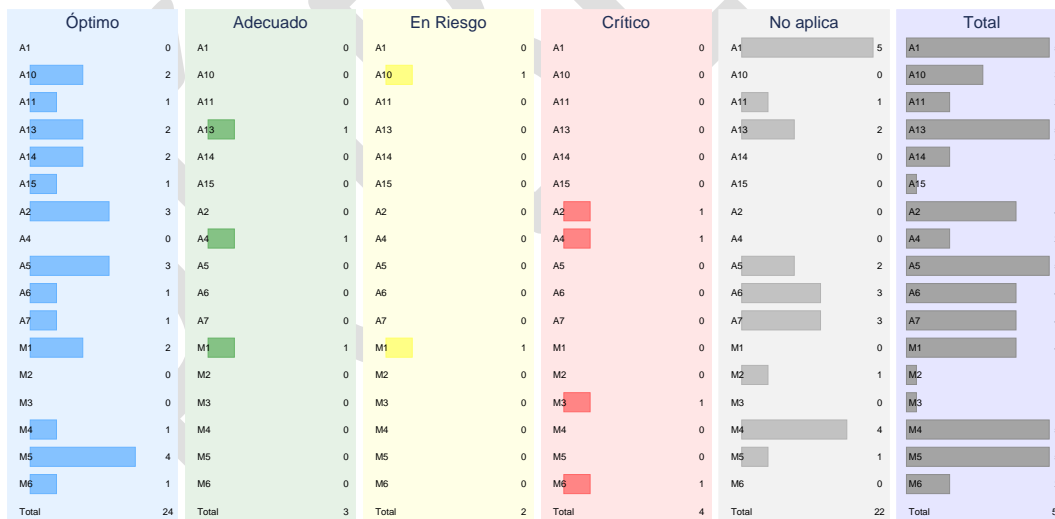 Óptimo Adecuado En Riesgo Crítico No aplica Total
A1 0 A1 0 A1 0 A1 0 A1 5 A1
A10 2 A10 0 A10 1 A10 0 A10 0 A10
A11 1 A11 0 A11 0 A11 0 A11 1 A11
A13 2 A13 1 A13 0 A13 0 A13 2 A13
A14 2 A14 0 A14 0 A14 0 A14 0 A14
A15 1 A15 0 A15 0 A15 0 A15 0 A15
A2 3 A2 0 A2 0 A2 1 A2 0 A2
A4 0 A4 1 A4 0 A4 1 A4 0 A4
A5 3 A5 0 A5 0 A5 0 A5 2 A5
A6 1 A6 0 A6 0 A6 0 A6 3 A6
A7 1 A7 0 A7 0 A7 0 A7 3 A7
M1 2 M1 1 M1 1 M1 0 M1 0 M1
M2 0 M2 0 M2 0 M2 0 M2 1 M2
M3 0 M3 0 M3 0 M3 1 M3 0 M3
M4 1 M4 0 M4 0 M4 0 M4 4 M4
M5 4 M5 0 M5 0 M5 0 M5 1 M5
M6 1 M6 0 M6 0 M6 1 M6 0 M6
Total 24 Total 3 Total 2 Total 4 Total 22 Total